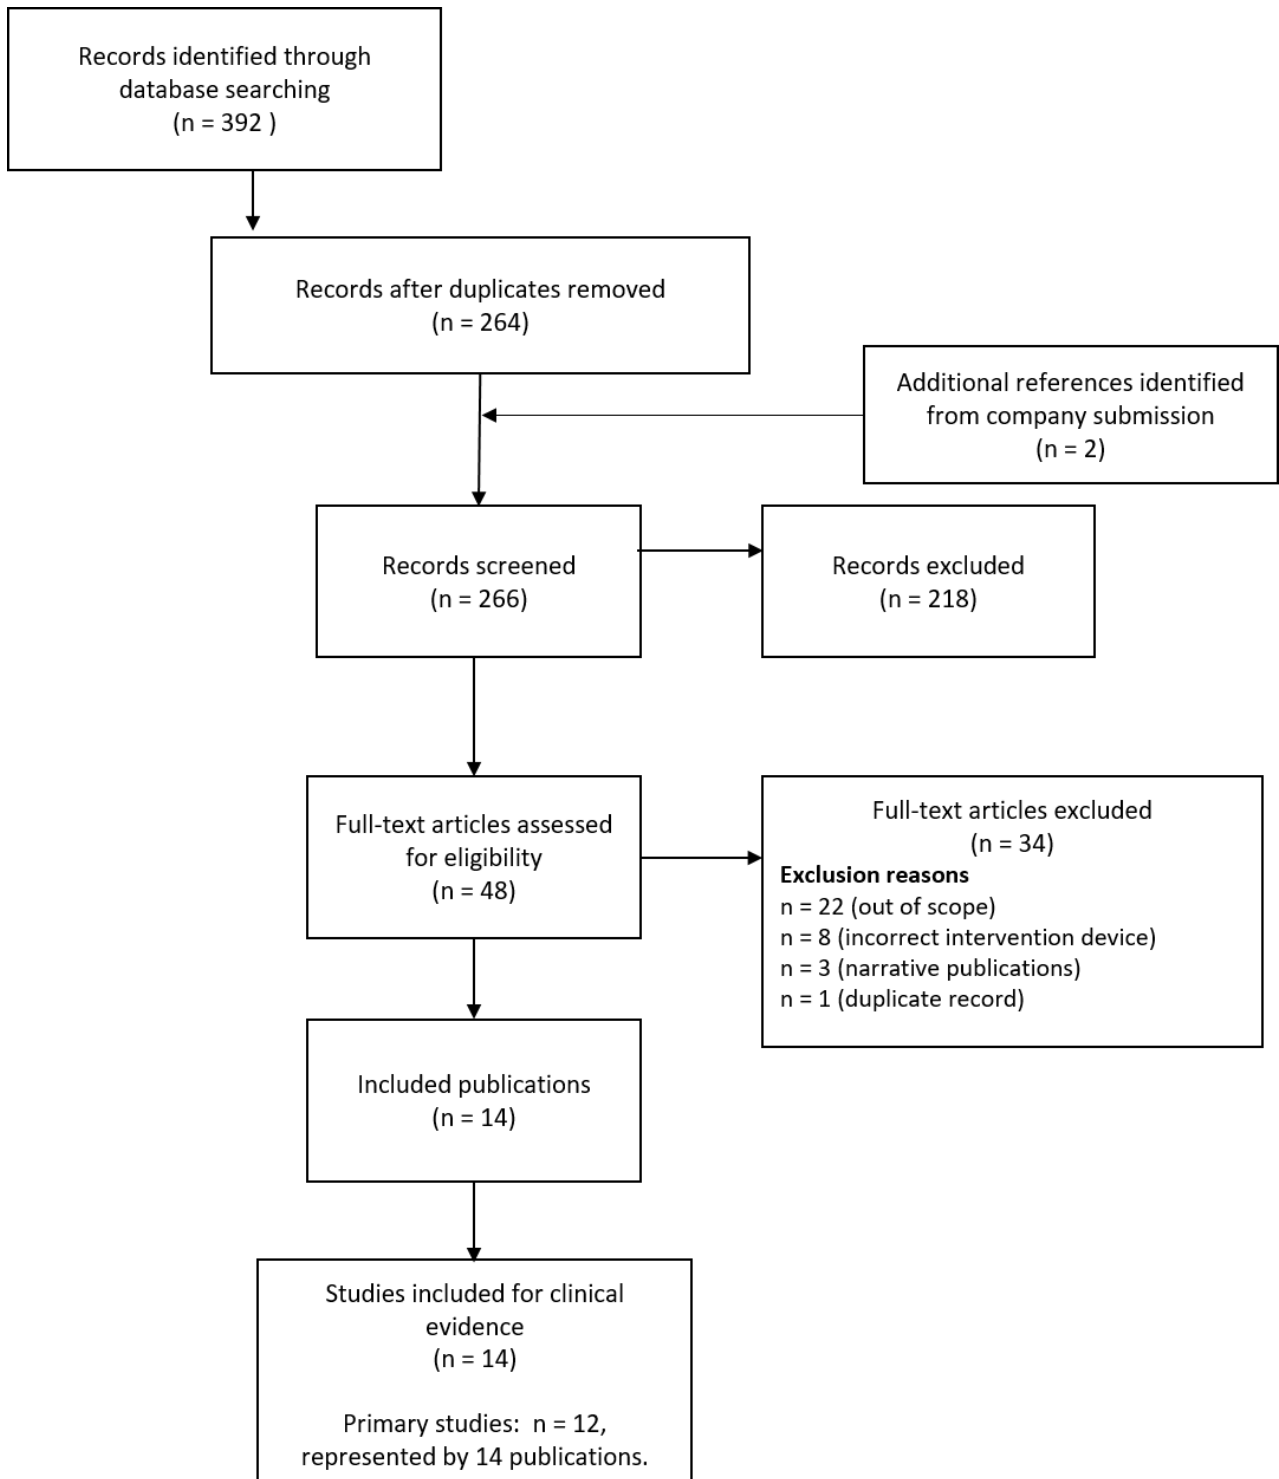 Records identified through
database searching
(n = 392 )
Records after duplicates removed
(n = 264)
Additional references identified
from company submission
(n = 2)
Records screened
(n = 266)
Records excluded
(n = 218)
Full-text articles assessed
for eligibility
(n = 48)
Full-text articles excluded
(n = 34)
Exclusion reasons
n = 22 (out of scope)
n = 8 (incorrect intervention device)
n = 3 (narrative publications)
n = 1 (duplicate record)
Included publications
(n = 14)
Studies included for clinical
evidence
(n = 14)
Primary studies:  n = 12,
represented by 14 publications.